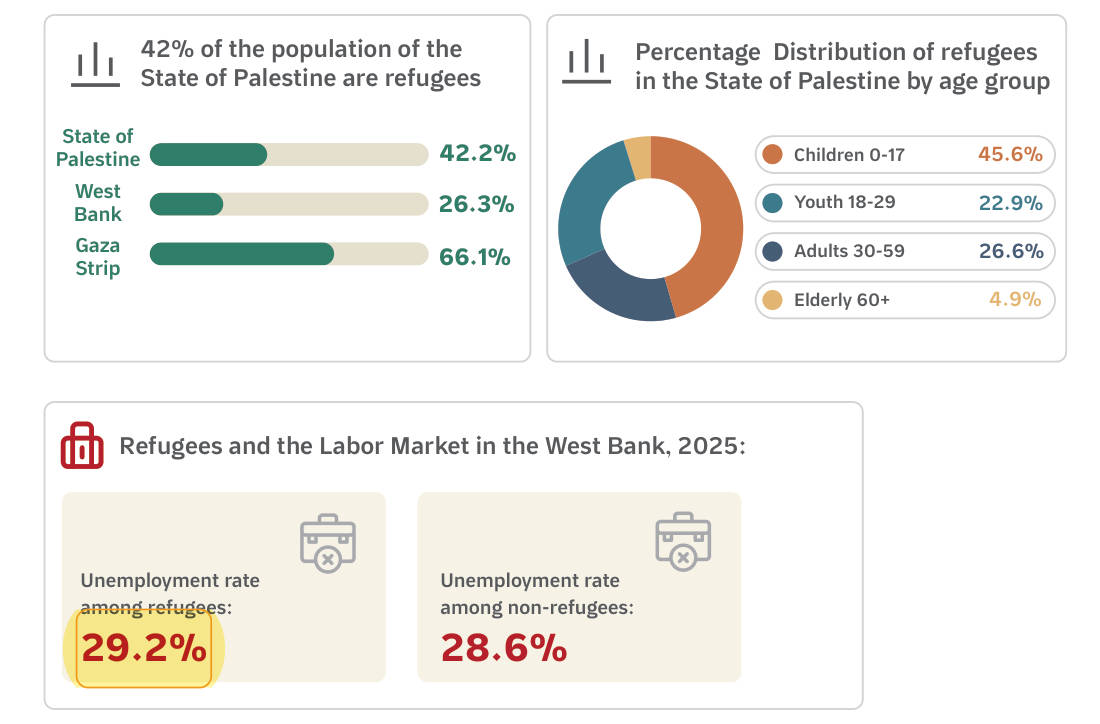 42% of the population of the
State of Palestine are refugees
State of
Palestine
42.2%
West
Bank
26.3%
Gaza
Strip
66.1%
Percentage Distribution of refugees
in the State of Palestine by age group
Children 0-17 45.6%
Youth 18-29 22.9%
Adults 30-59 26.6%
Elderly 60+ 4.9%
Refugees and the Labor Market in the West Bank, 2025:
Unemployment rate
among refugees:
29.2%
Unemployment rate
among non-refugees:
28.6%